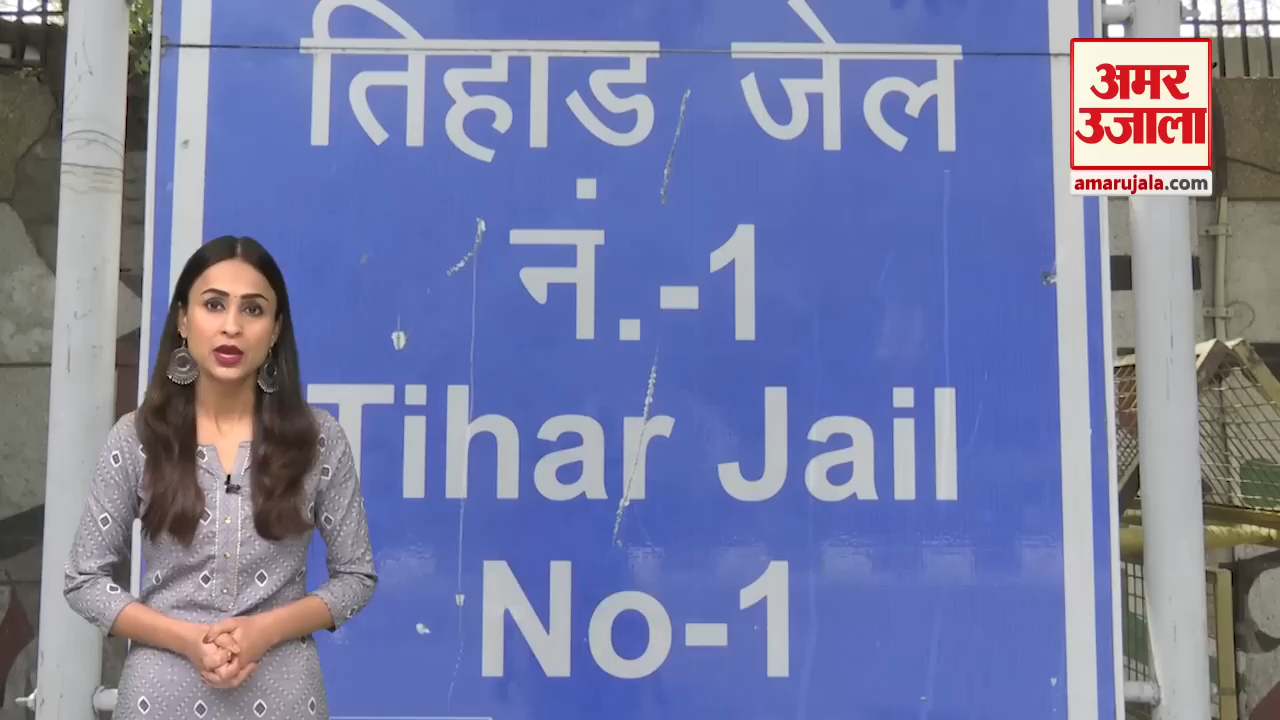 तिहाड जेल
नं.-1
Tihar Jail
No-1
अमर
उजाला
amarujala.com